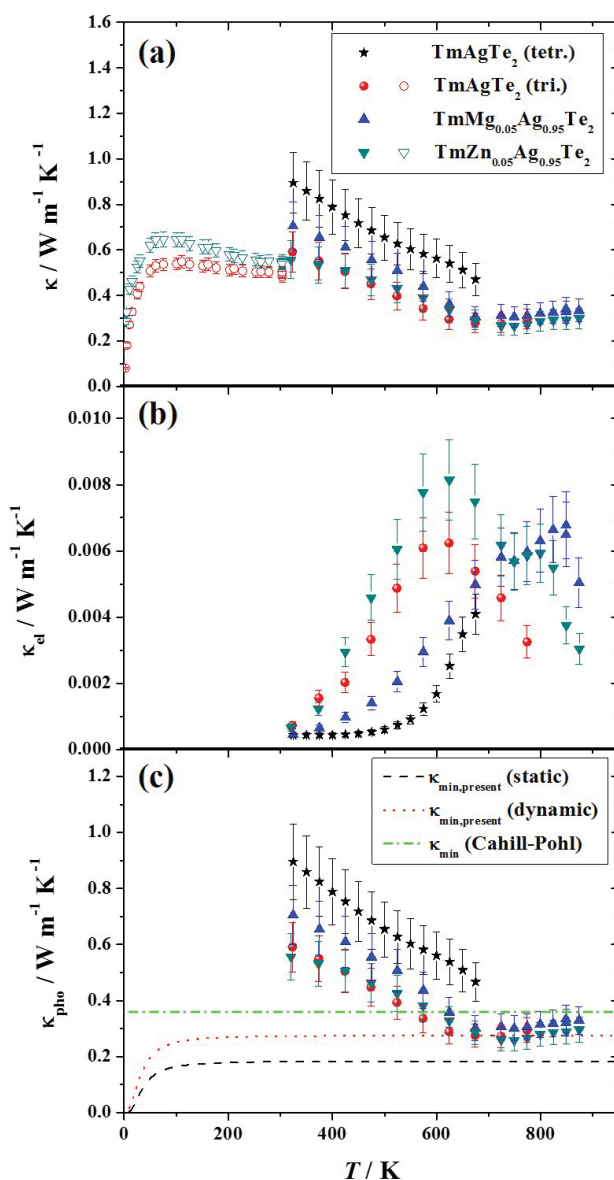 (a)
TmAgTe₂ (tetr.)
TmAgTe₂ (tri.)
TmMg₀.₀₅Ag₀.₉₅Te₂
TmZn₀.₀₅Ag₀.₉₅Te₂
κ / W m⁻¹ K⁻¹
1.6
1.4
1.2
1.0
0.8
0.6
0.4
0.2
0.0
(b)
κel / W m⁻¹ K⁻¹
0.010
0.008
0.006
0.004
0.002
0.000
(c)
κmin,present (static)
κmin,present (dynamic)
κmin (Cahill-Pohl)
κpho / W m⁻¹ K⁻¹
1.2
1.0
0.8
0.6
0.4
0.2
0.0
0 200 400 600 800
T / K